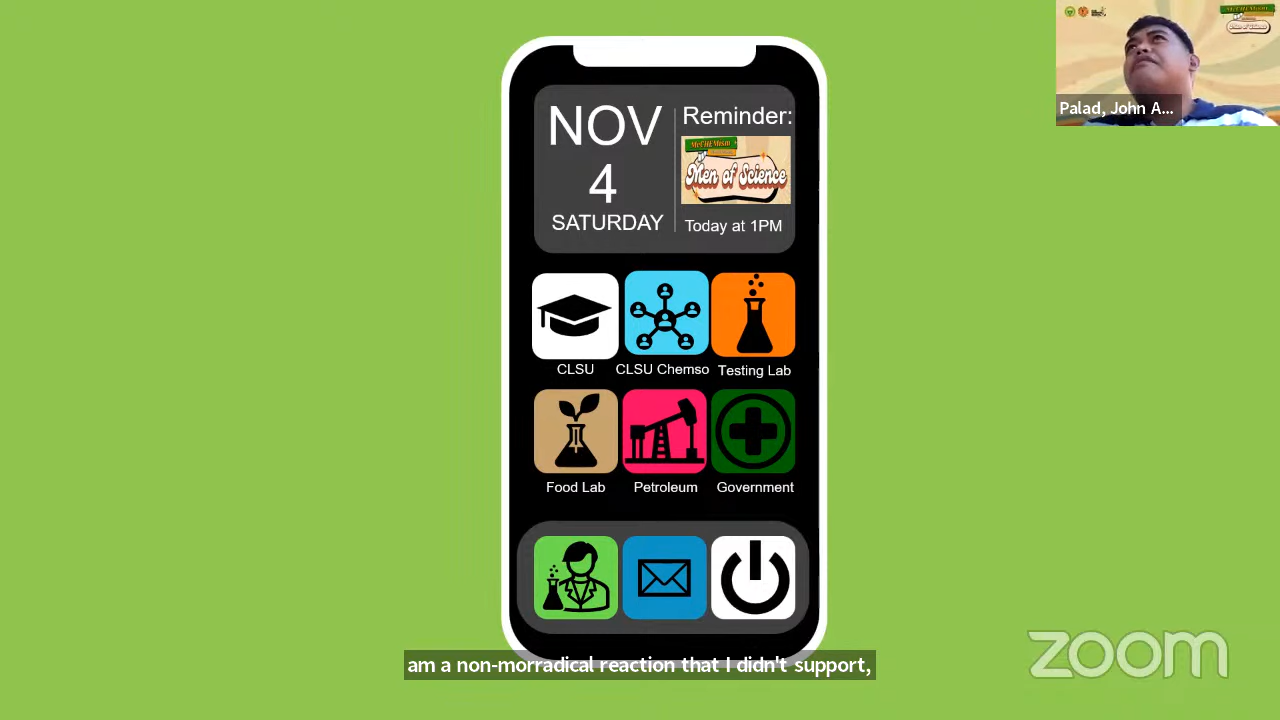 NOV
4
SATURDAY
Reminder:
McCHEMism
Men of Science
Today at 1PM
CLSU
CLSU Chemso
Testing Lab
Food Lab
Petroleum
Government
Palad, John A...
am a non-morradical reaction that I didn't support,
zoom